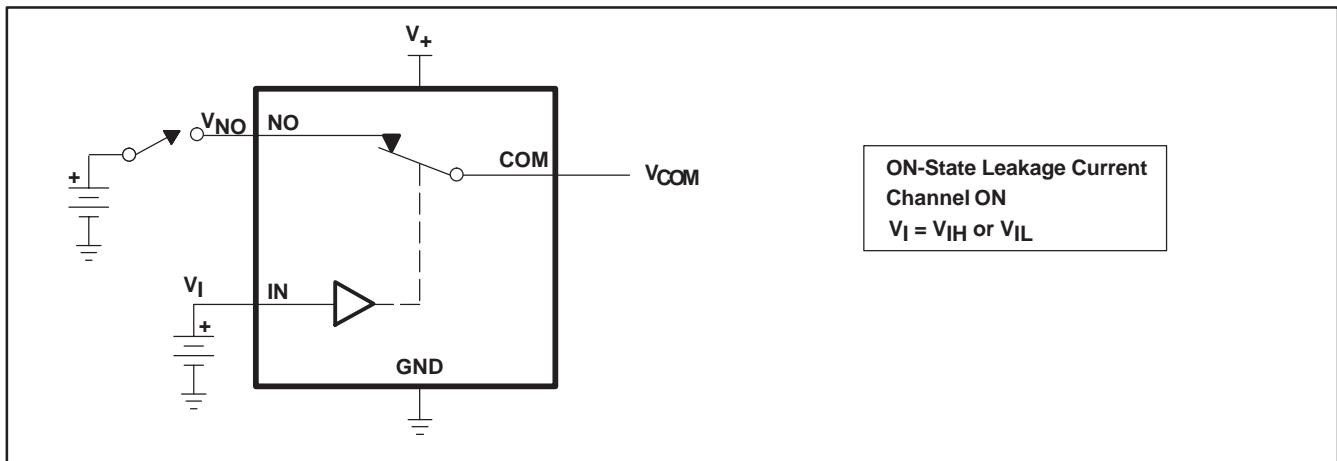 V+
VNO NO
COM
VCOM
+
VI IN
+
GND
ON-State Leakage Current
Channel ON
VI = VIH or VIL